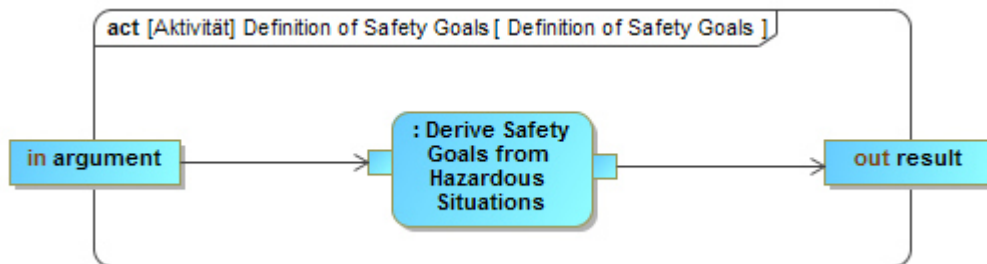 act [Aktivität] Definition of Safety Goals [ Definition of Safety Goals ]
in argument
: Derive Safety
Goals from
Hazardous
Situations
out result